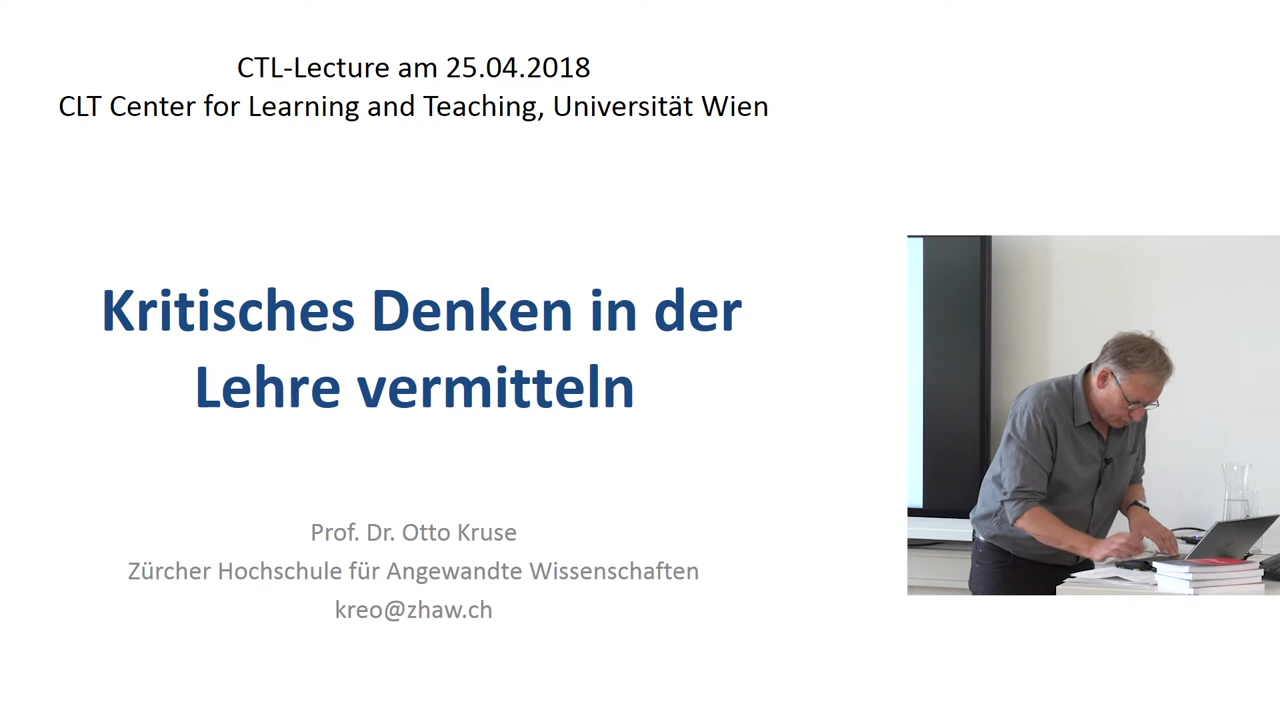 CTL-Lecture am 25.04.2018
CLT Center for Learning and Teaching, Universität Wien
Kritisches Denken in der
Lehre vermitteln
Prof. Dr. Otto Kruse
Zürcher Hochschule für Angewandte Wissenschaften
kreo@zhaw.ch